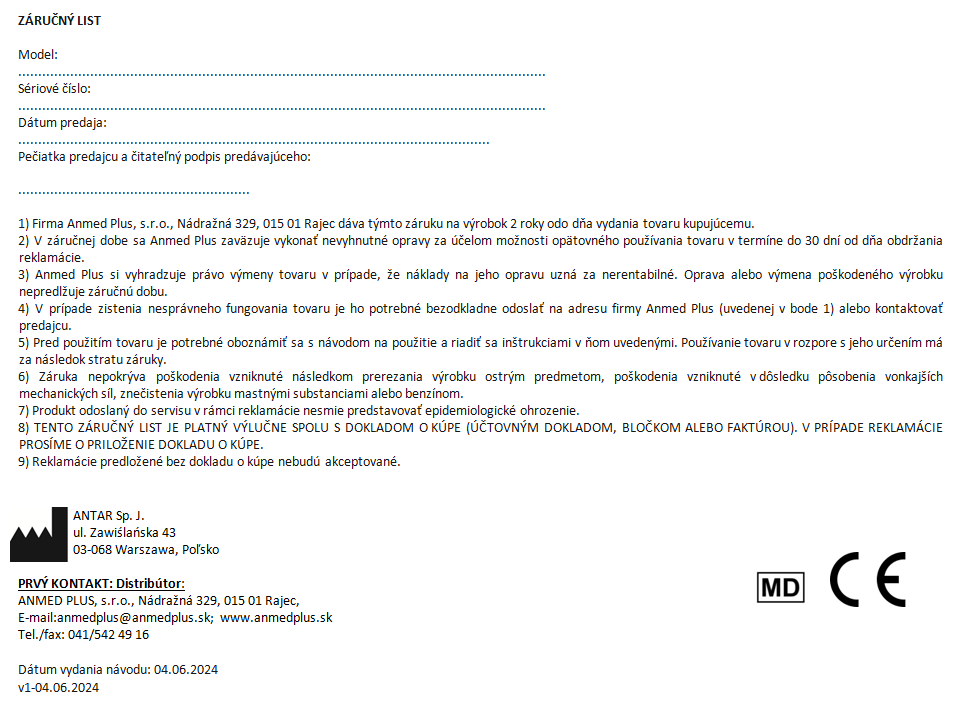 ZÁRUČNÝ LIST
Model:
....................................................................................................................................
Sériové číslo:
....................................................................................................................................
Dátum predaja:
......................................................................................................................
Pečiatka predajcu a čitateľný podpis predávajúceho:
..........................................................
1) Firma Anmed Plus, s.r.o., Nádražná 329, 015 01 Rajec dáva týmto záruku na výrobok 2 roky odo dňa vydania tovaru kupujúcemu.
2) V záručnej dobe sa Anmed Plus zaväzuje vykonať nevyhnutné opravy za účelom možnosti opätovného používania tovaru v termíne do 30 dní od dňa obdržania
reklamácie.
3) Anmed Plus si vyhradzuje právo výmeny tovaru v prípade, že náklady na jeho opravu uzná za nerentabilné. Oprava alebo výmena poškodeného výrobku
nepredlžuje záručnú dobu.
4) V prípade zistenia nesprávneho fungovania tovaru je ho potrebné bezodkladne odoslať na adresu firmy Anmed Plus (uvedenej v bode 1) alebo kontaktovať
predajcu.
5) Pred použitím tovaru je potrebné oboznámiť sa s návodom na použitie a riadiť sa inštrukciami v ňom uvedenými. Používanie tovaru v rozpore s jeho určením má
za následok stratu záruky.
6) Záruka nepokrýva poškodenia vzniknuté následkom prerezania výrobku ostrým predmetom, poškodenia vzniknuté v dôsledku pôsobenia vonkajších
mechanických síl, znečistenia výrobku mastnými substanciami alebo benzínom.
7) Produkt odoslaný do servisu v rámci reklamácie nesmie predstavovať epidemiologické ohrozenie.
8) TENTO ZÁRUČNÝ LIST JE PLATNÝ VÝLUČNE SPOLU S DOKLADOM O KÚPE (ÚČTOVNÝM DOKLADOM, BLOČKOM ALEBO FAKTÚROU). V PRÍPADE REKLAMÁCIE
PROSÍME O PRILOŽENIE DOKLADU O KÚPE.
9) Reklamácie predložené bez dokladu o kúpe nebudú akceptované.
ANTAR Sp. J.
ul. Zawiślańska 43
03-068 Warszawa, Poľsko
PRVÝ KONTAKT: Distribútor:
ANMED PLUS, s.r.o., Nádražná 329, 015 01 Rajec,
E-mail:anmedplus@anmedplus.sk;  www.anmedplus.sk
Tel./fax: 041/542 49 16
MD CE
Dátum vydania návodu: 04.06.2024
v1-04.06.2024